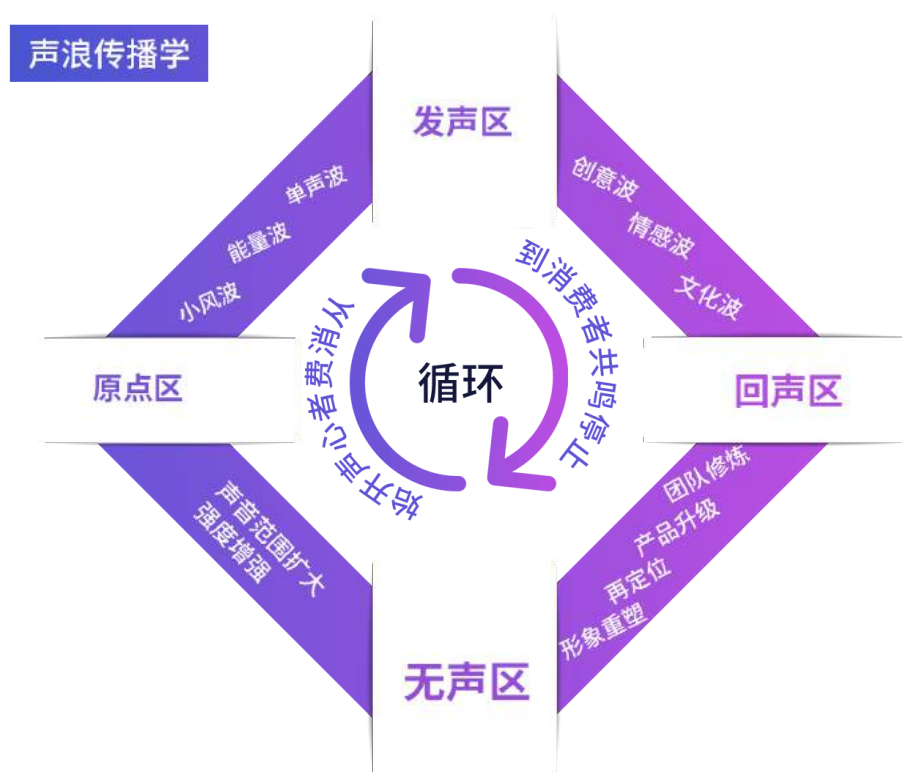 声浪传播学
发声区
单声波
能量波
小风波
创意波
情感波
文化波
原点区
从消费者心声开始
循环
到消费者共鸣停止
回声区
声音范围扩大
强度增强
团队修炼
产品升级
再定位
形象重塑
无声区